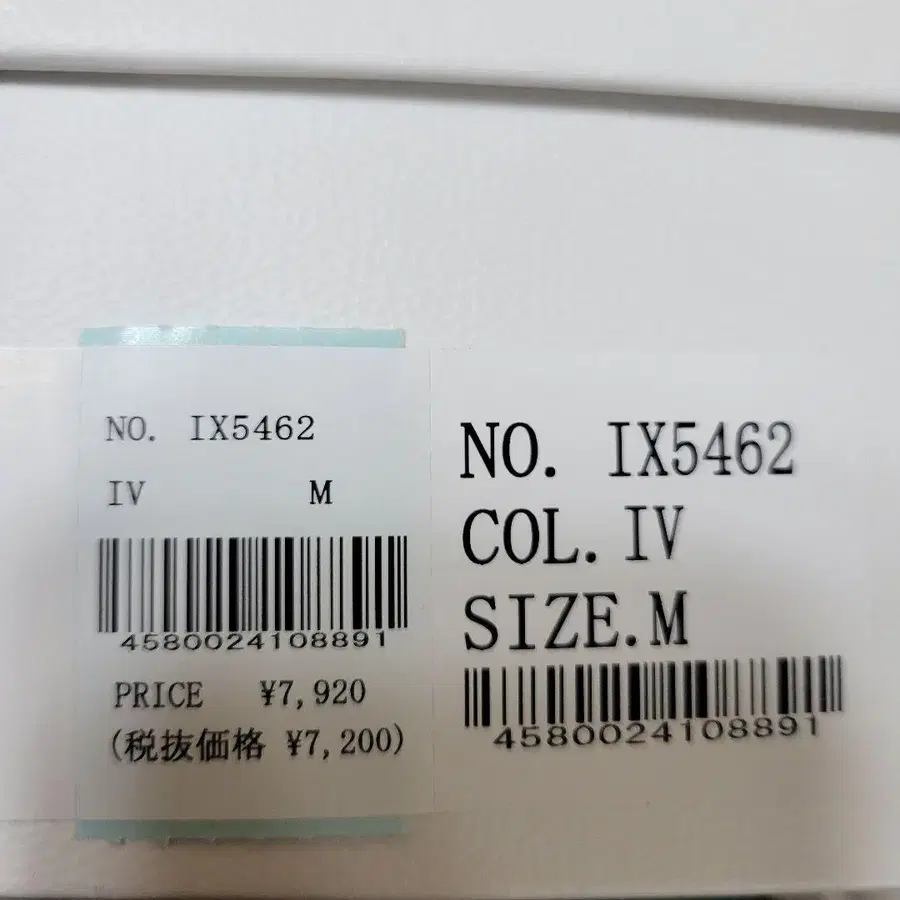 NO. IX5462
IV M
4580024108891
PRICE ¥7,920
(税抜価格 ¥7,200)
NO. IX5462
COL. IV
SIZE.M
4580024108891